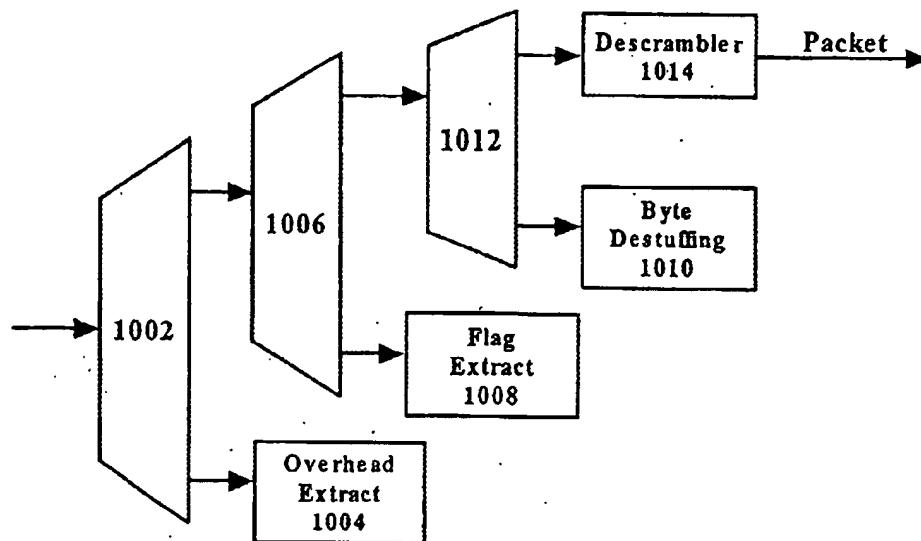 Descrambler
1014
Packet
1012
Byte
Destuffing
1010
1006
Flag
Extract
1008
1002
Overhead
Extract
1004